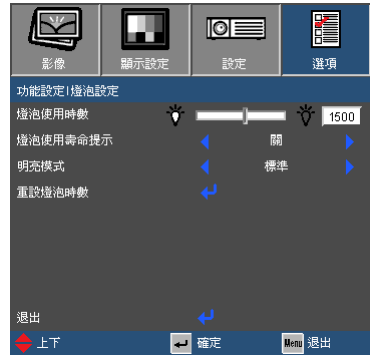 影像 顯示設定 設定 選項
功能設定|燈泡設定
燈泡使用時數 1500
燈泡使用壽命提示 關
明亮模式 標準
重設燈泡時數
退出
上下 確定 Menu 退出